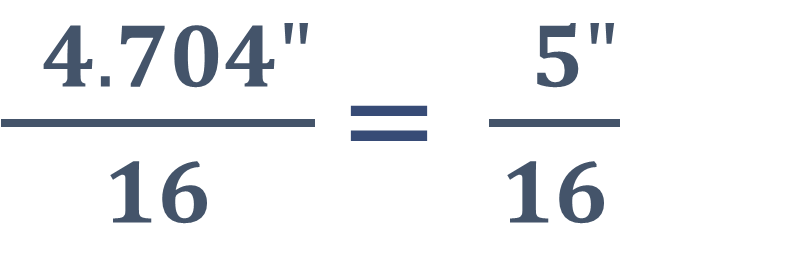 4.704" = 5"
16 16